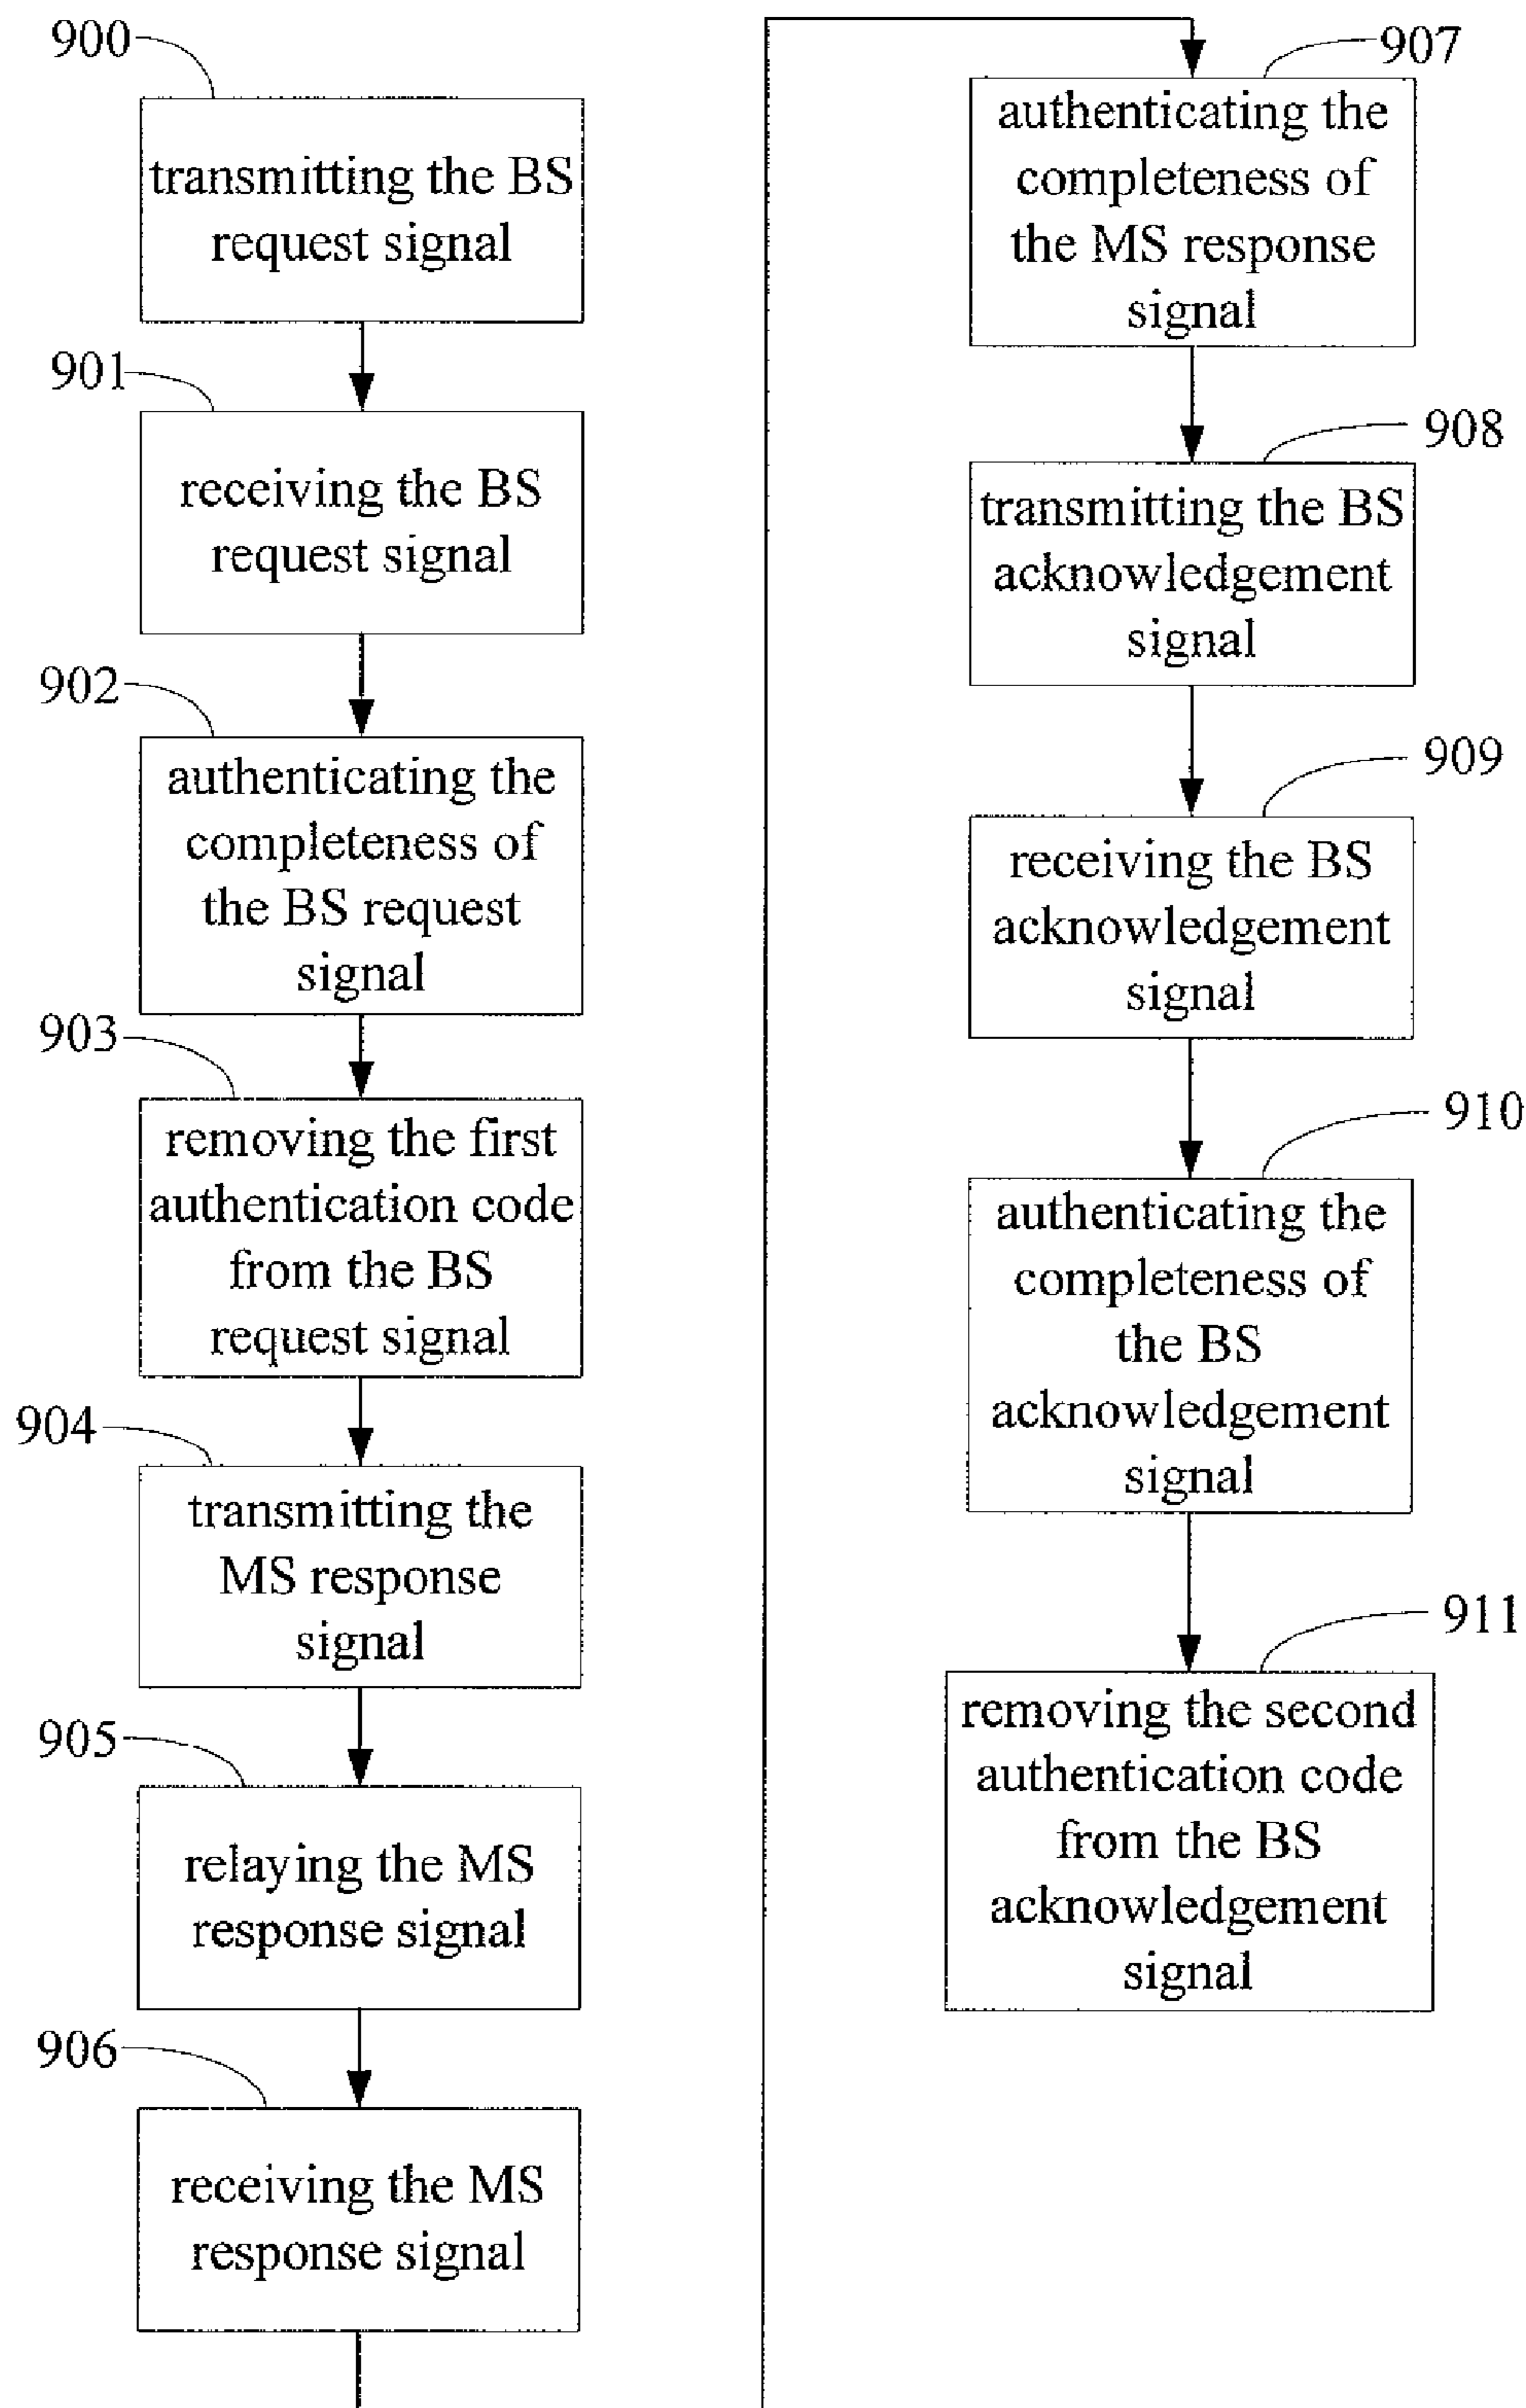 900
transmitting the BS
request signal
901
receiving the BS
request signal
902
authenticating the
completeness of
the BS request
signal
903
removing the first
authentication code
from the BS
request signal
904
transmitting the
MS response
signal
905
relaying the MS
response signal
906
receiving the MS
response signal
907
authenticating the
completeness of
the MS response
signal
908
transmitting the BS
acknowledgement
signal
909
receiving the BS
acknowledgement
signal
910
authenticating the
completeness of
the BS
acknowledgement
signal
911
removing the second
authentication code
from the BS
acknowledgement
signal